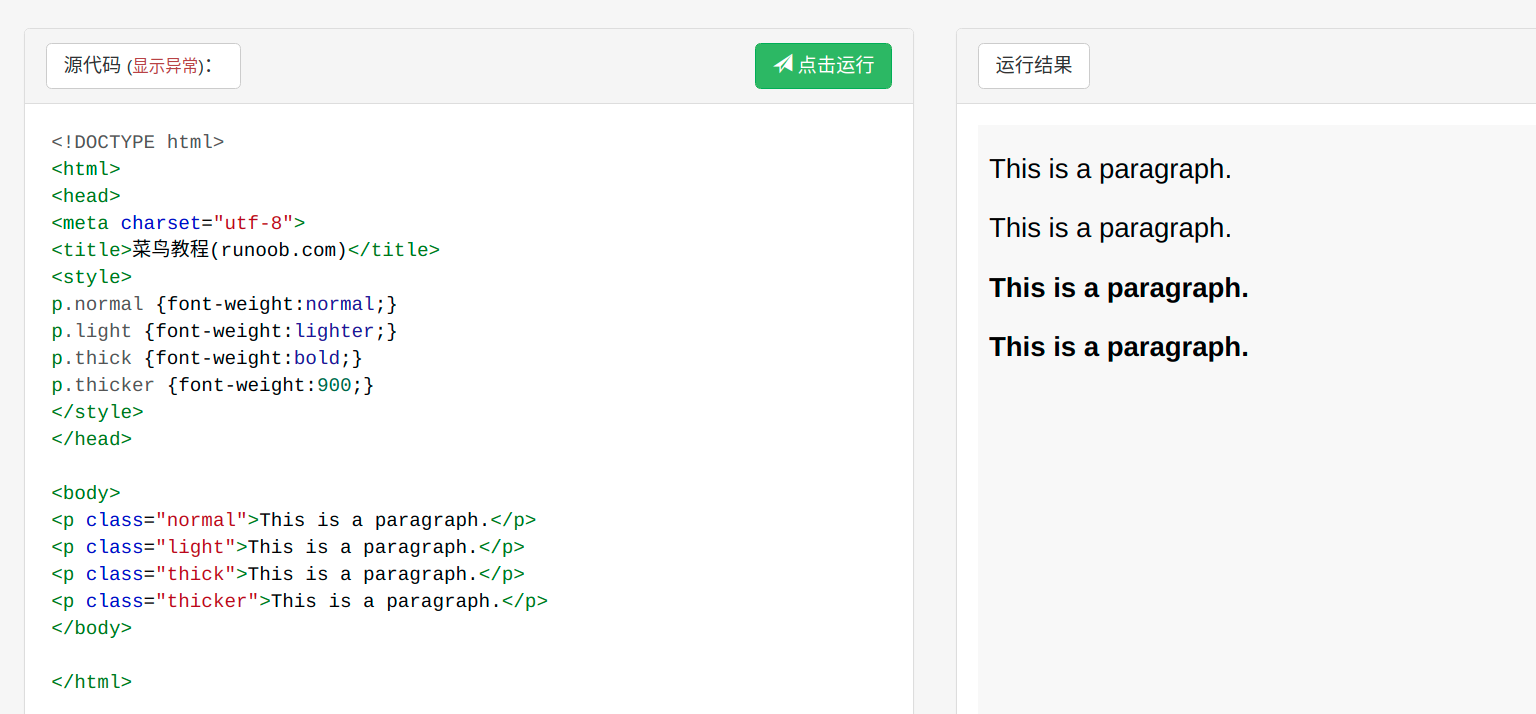 源代码 (显示异常)：
点击运行
<!DOCTYPE html>
<html>
<head>
<meta charset="utf-8">
<title>菜鸟教程(runoob.com)</title>
<style>
p.normal {font-weight:normal;}
p.light {font-weight:lighter;}
p.thick {font-weight:bold;}
p.thicker {font-weight:900;}
</style>
</head>

<body>
<p class="normal">This is a paragraph.</p>
<p class="light">This is a paragraph.</p>
<p class="thick">This is a paragraph.</p>
<p class="thicker">This is a paragraph.</p>
</body>

</html>
运行结果
This is a paragraph.
This is a paragraph.
This is a paragraph.
This is a paragraph.